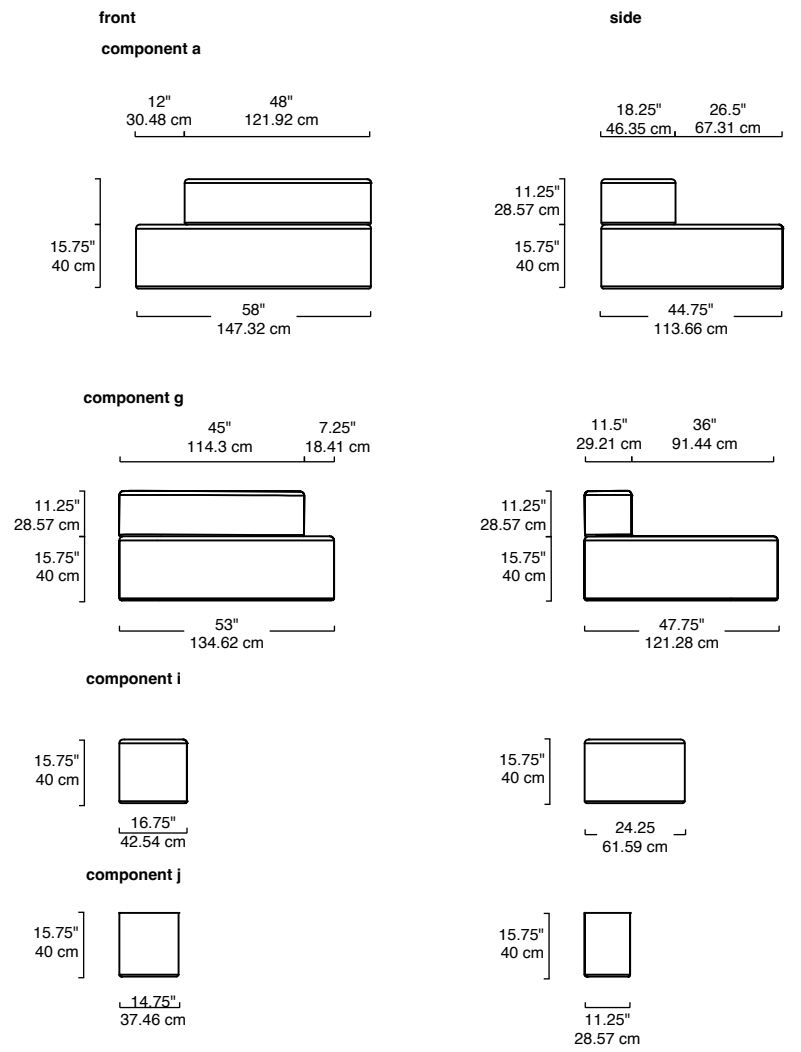 front
side
component a
12"
30.48 cm
48"
121.92 cm
18.25"
46.35 cm
26.5"
67.31 cm
15.75"
40 cm
11.25"
28.57 cm
15.75"
40 cm
58"
147.32 cm
44.75"
113.66 cm
component g
45"
114.3 cm
7.25"
18.41 cm
11.5"
29.21 cm
36"
91.44 cm
11.25"
28.57 cm
15.75"
40 cm
11.25"
28.57 cm
15.75"
40 cm
53"
134.62 cm
47.75"
121.28 cm
component i
15.75"
40 cm
15.75"
40 cm
16.75"
42.54 cm
24.25
61.59 cm
component j
15.75"
40 cm
15.75"
40 cm
14.75"
37.46 cm
11.25"
28.57 cm